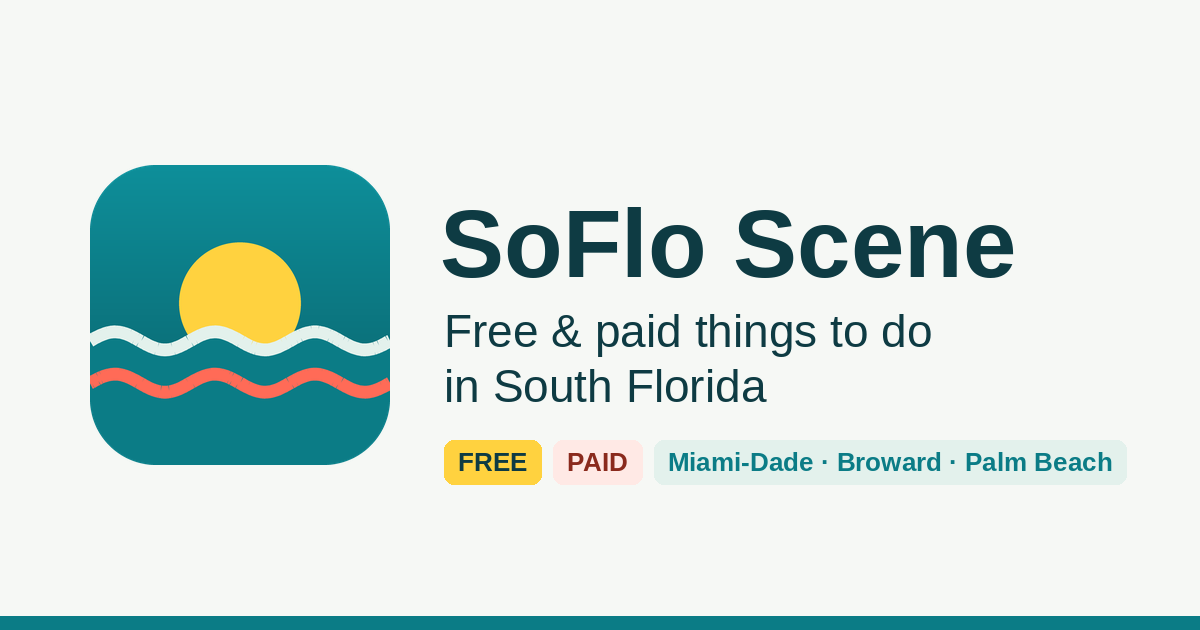 SoFlo Scene
Free & paid things to do
in South Florida
FREE PAID Miami-Dade · Broward · Palm Beach